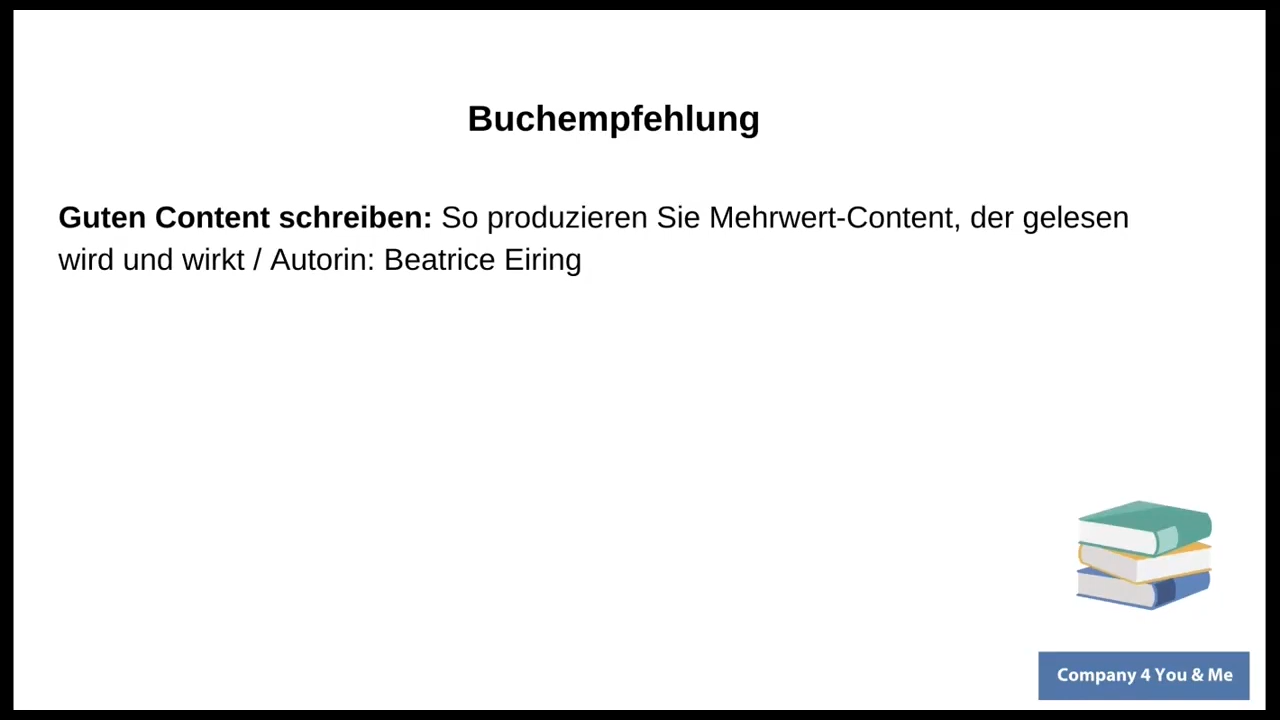 Buchempfehlung
Guten Content schreiben: So produzieren Sie Mehrwert-Content, der gelesen
wird und wirkt / Autorin: Beatrice Eiring
Company 4 You & Me